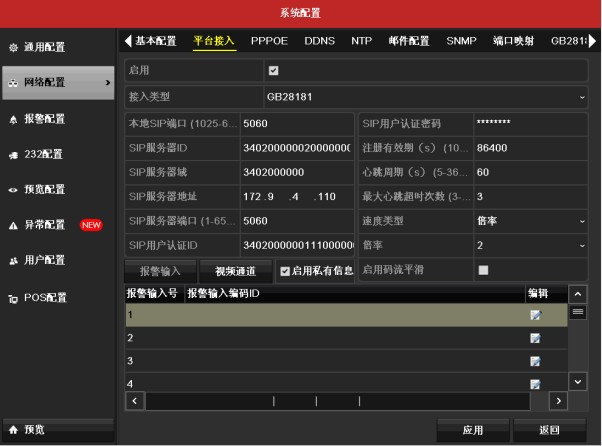 系统配置
通用配置
网络配置
报警配置
232配置
预览配置
异常配置 NEW
用户配置
POS配置
预览
基本配置 平台接入 PPPOE DDNS NTP 邮件配置 SNMP 端口映射 GB2818
启用
接入类型 GB28181
本地SIP端口 (1025-6... 5060 SIP用户认证密码 ********
SIP服务器ID 34020000002000000( 注册有效期（s）(10... 86400
SIP服务器域 3402000000 心跳周期（s）(5-36... 60
SIP服务器地址 172 .9 .4 .110 最大心跳超时次数 (3-... 3
SIP服务器端口 (1-65... 5060 速度类型 倍率
SIP用户认证ID 3402000001110000( 倍率 2
报警输入 视频通道 启用私有信息 启用码流平滑
报警输入号 报警输入编码ID 编辑
1
2
3
4
应用 返回